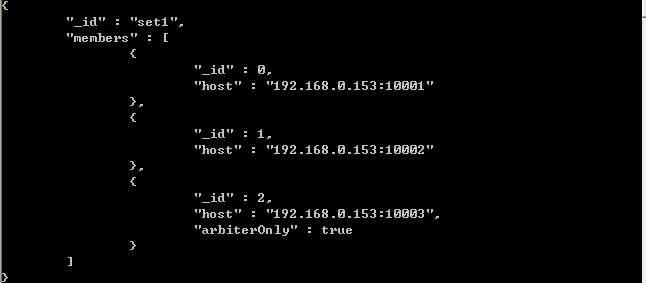 {
"_id" : "set1",
"members" : [
{
"_id" : 0,
"host" : "192.168.0.153:10001"
},
{
"_id" : 1,
"host" : "192.168.0.153:10002"
},
{
"_id" : 2,
"host" : "192.168.0.153:10003",
"arbiterOnly" : true
}
]
}